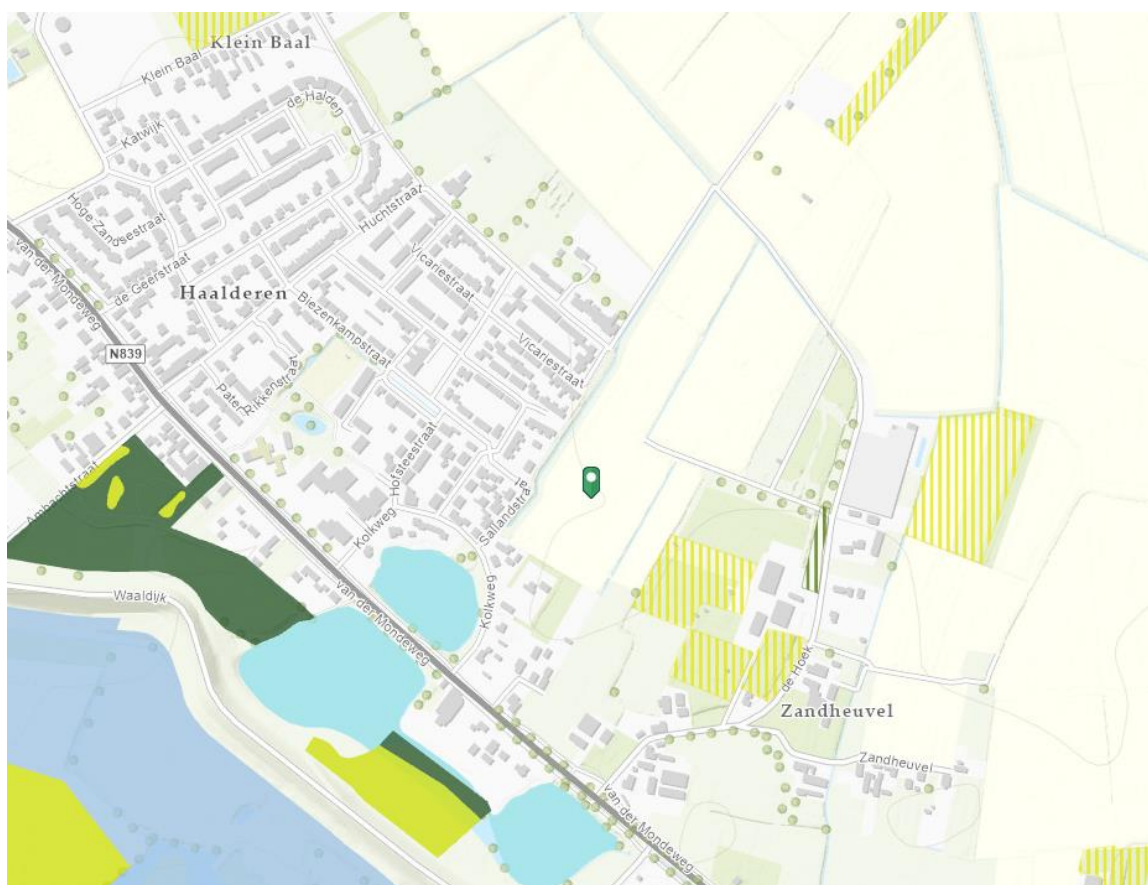 Klein Baal
Klein Baal
de Halden
Katwijk
Hoge Zandsestraat
Huchtstraat
van der Mondeweg
de Geerstraat
Vicariestraat
Haalderen
Biezenkampstraat
N839
Vicariestraat
Pater Rikkenstraat
Hofsteestraat
Ambachtstraat
Kolkweg
Sallandstraat
Waaldijk
Kolkweg
van der Mondeweg
de Hoek
Zandheuvel
Zandheuvel
van der Mondeweg